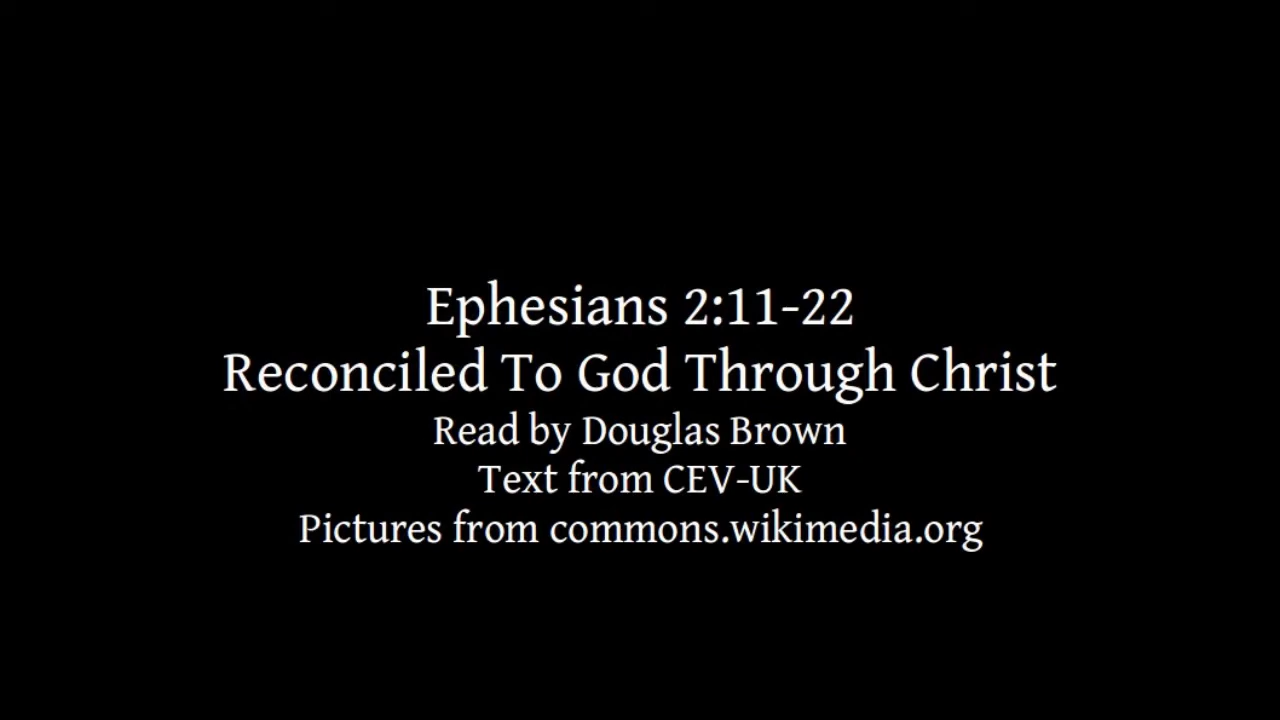 Ephesians 2:11-22
Reconciled To God Through Christ
Read by Douglas Brown
Text from CEV-UK
Pictures from commons.wikimedia.org